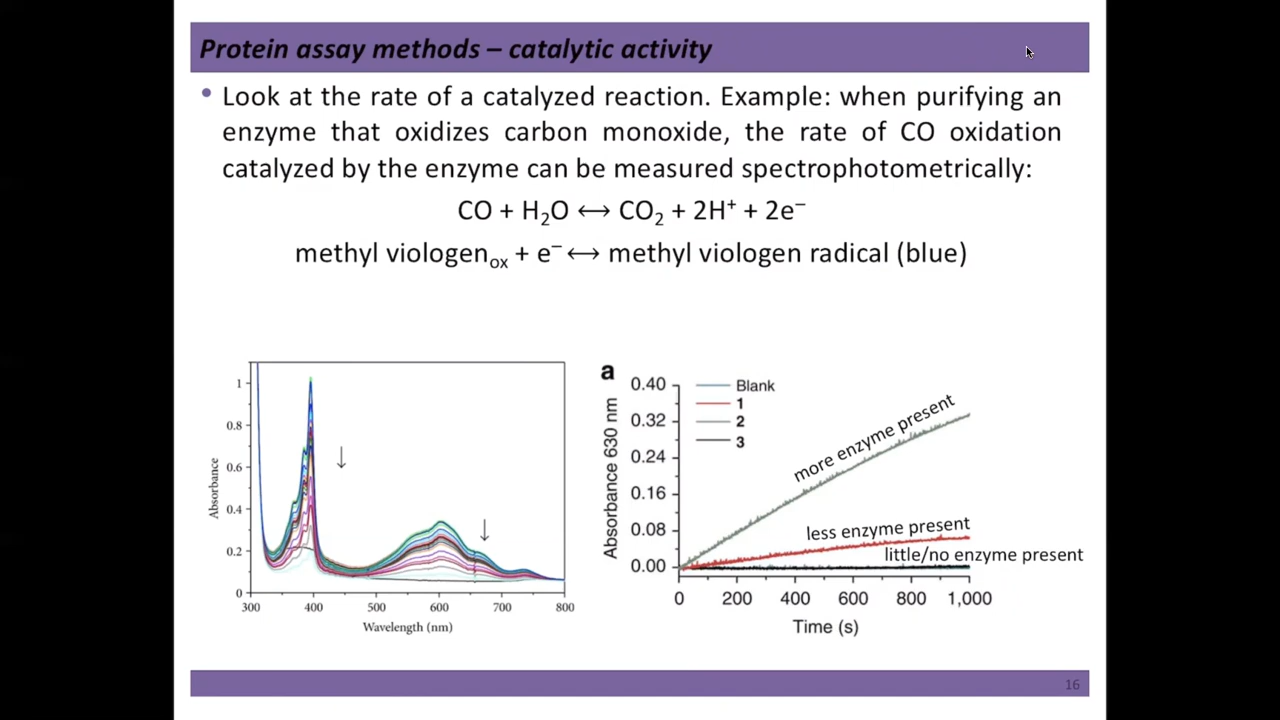 Protein assay methods – catalytic activity
• Look at the rate of a catalyzed reaction. Example: when purifying an
enzyme that oxidizes carbon monoxide, the rate of CO oxidation
catalyzed by the enzyme can be measured spectrophotometrically:
CO + H₂O ⟷ CO₂ + 2H⁺ + 2e⁻
methyl viologenₒₓ + e⁻ ⟷ methyl viologen radical (blue)
Absorbance
1
0.8
0.6
0.4
0.2
0
300 400 500 600 700 800
Wavelength (nm)
a
Absorbance 630 nm
0.40
0.32
0.24
0.16
0.08
0.00
Blank
1
2
3
more enzyme present
less enzyme present
little/no enzyme present
0 200 400 600 800 1,000
Time (s)
16